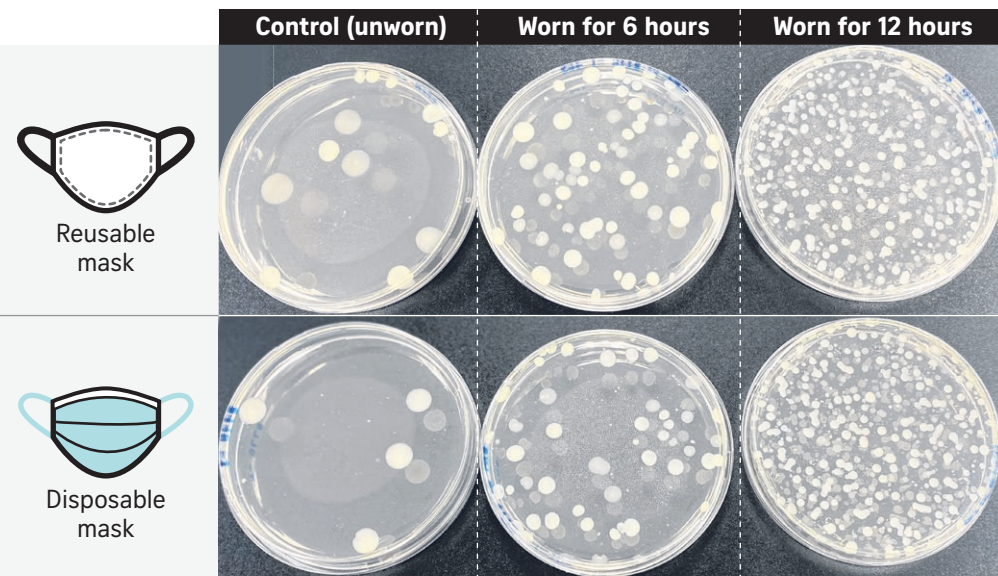 Control (unworn)
Worn for 6 hours
Worn for 12 hours
Reusable
mask
Disposable
mask